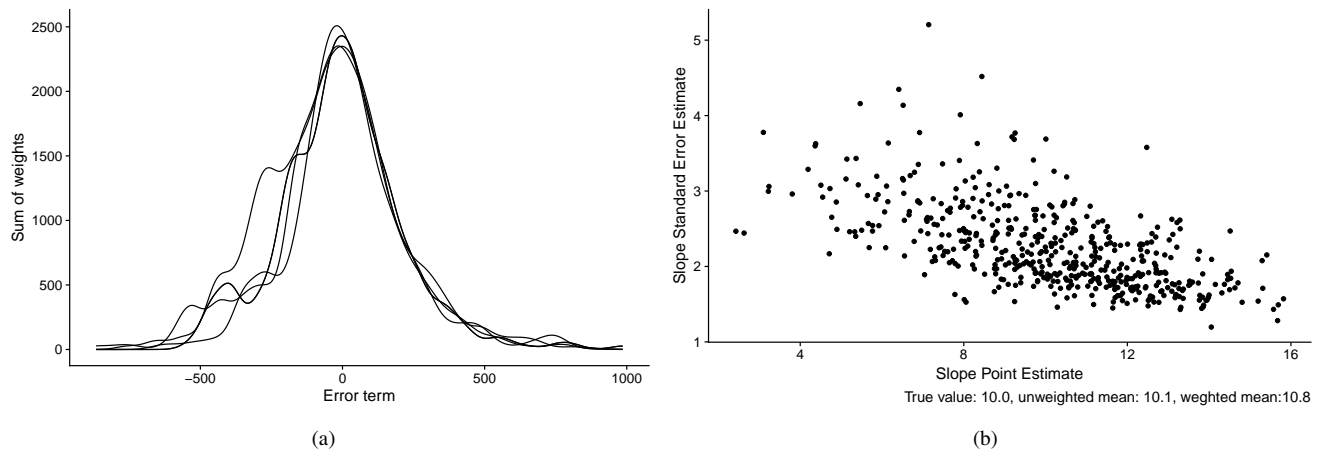 2500
2000
1500
1000
500
0
Sum of weights
−500
0
500
1000
Error term
(a)
5
4
3
2
1
Slope Standard Error Estimate
4
8
12
16
Slope Point Estimate
True value: 10.0, unweighted mean: 10.1, weghted mean:10.8
(b)